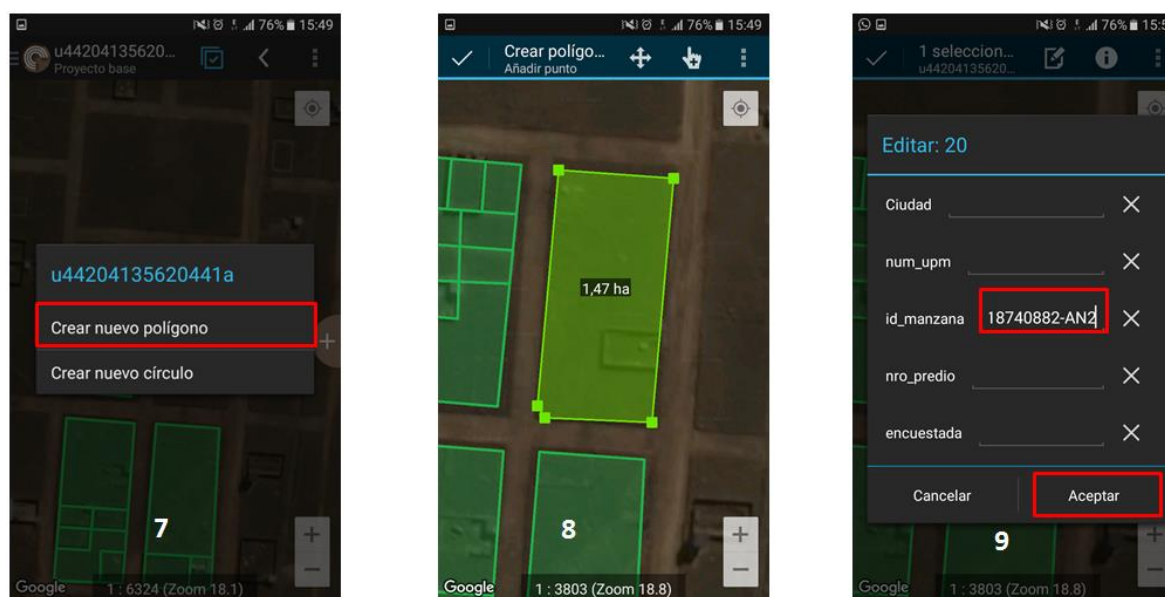 76% 15:49
u44204135620...
Proyecto base
u44204135620441a
Crear nuevo polígono
Crear nuevo círculo
7
Google
1 : 6324 (Zoom 18.1)
76% 15:49
Crear polígo...
Añadir punto
1,47 ha
8
Google
1 : 3803 (Zoom 18.8)
76% 15:5
1 seleccion...
u44204135620...
Editar: 20
Ciudad
num_upm
id_manzana 18740882-AN2
nro_predio
encuestada
Cancelar Aceptar
9
Google
1 : 3803 (Zoom 18.8)